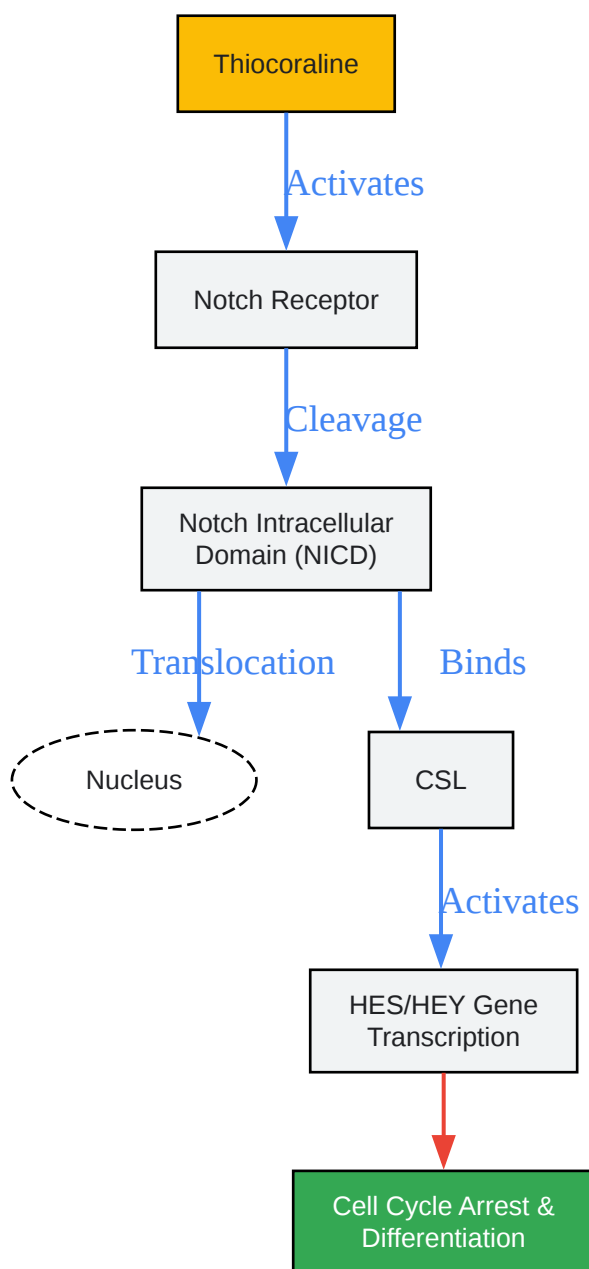 Thiocoraline
Activates
Notch Receptor
Cleavage
Notch Intracellular
Domain (NICD)
Translocation
Binds
Nucleus
CSL
Activates
HES/HEY Gene
Transcription
Cell Cycle Arrest &
Differentiation